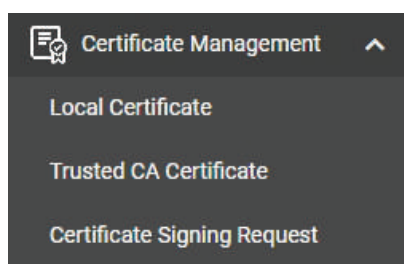 Certificate Management
Local Certificate
Trusted CA Certificate
Certificate Signing Request